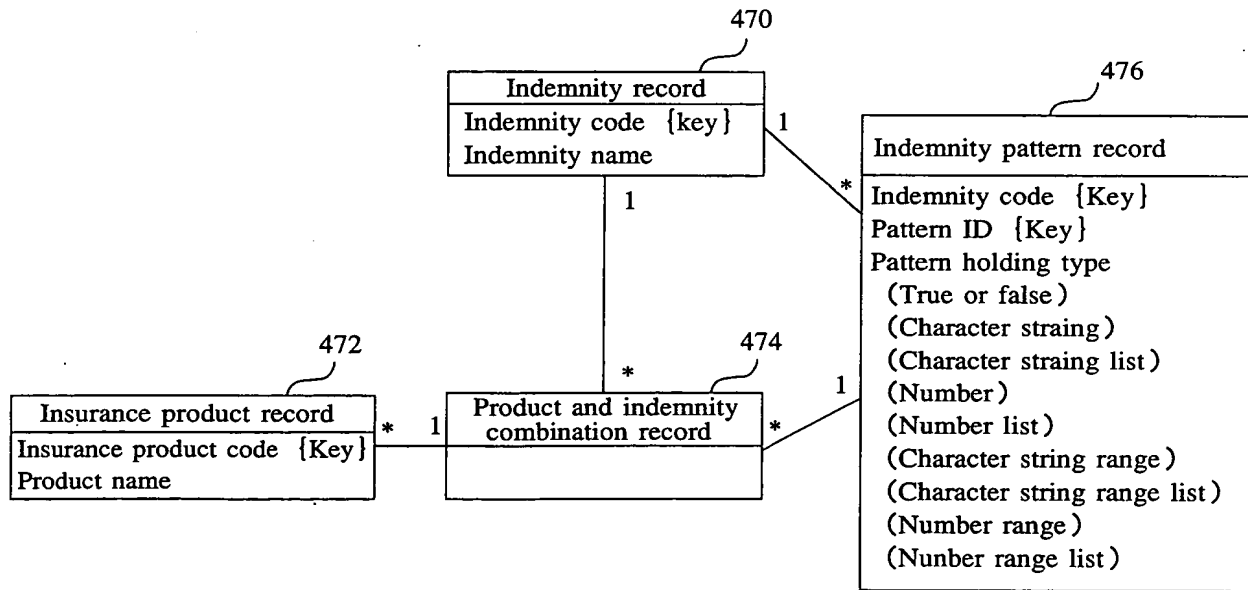 470
Indemnity record
Indemnity code {key}
Indemnity name
1
1
*
*
476
Indemnity pattern record
Indemnity code {Key}
Pattern ID {Key}
Pattern holding type
(True or false)
(Character straing)
(Character straing list)
(Number)
(Number list)
(Character string range)
(Character string range list)
(Number range)
(Nunber range list)
472
Insurance product record
Insurance product code {Key}
Product name
*
1
474
Product and indemnity
combination record
*
1